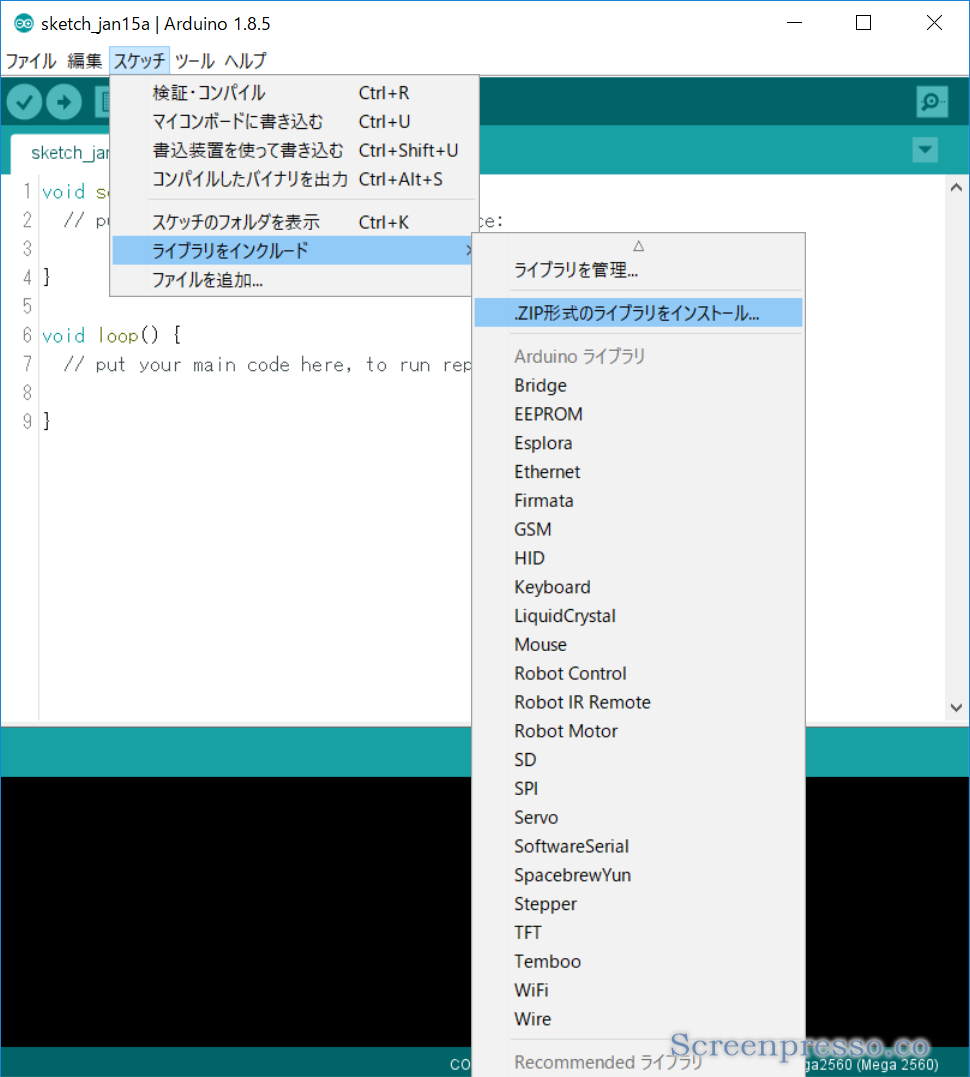 sketch_jan15a | Arduino 1.8.5
ファイル 編集 スケッチ ツール ヘルプ
検証・コンパイル Ctrl+R
マイコンボードに書き込む Ctrl+U
書込装置を使って書き込む Ctrl+Shift+U
コンパイルしたバイナリを出力 Ctrl+Alt+S
スケッチのフォルダを表示 Ctrl+K
ライブラリをインクルード
ファイルを追加...
sketch_jan
1 void s
2 // p ce:
3
4 }
5
6 void loop() {
7 // put your main code here, to run rep
8
9 }
△
ライブラリを管理...
.ZIP形式のライブラリをインストール...
Arduino ライブラリ
Bridge
EEPROM
Esplora
Ethernet
Firmata
GSM
HID
Keyboard
LiquidCrystal
Mouse
Robot Control
Robot IR Remote
Robot Motor
SD
SPI
Servo
SoftwareSerial
SpacebrewYun
Stepper
TFT
Temboo
WiFi
Wire
Recommended ライブラリ
Screenpresso.co
CO ga2560 (Mega 2560)